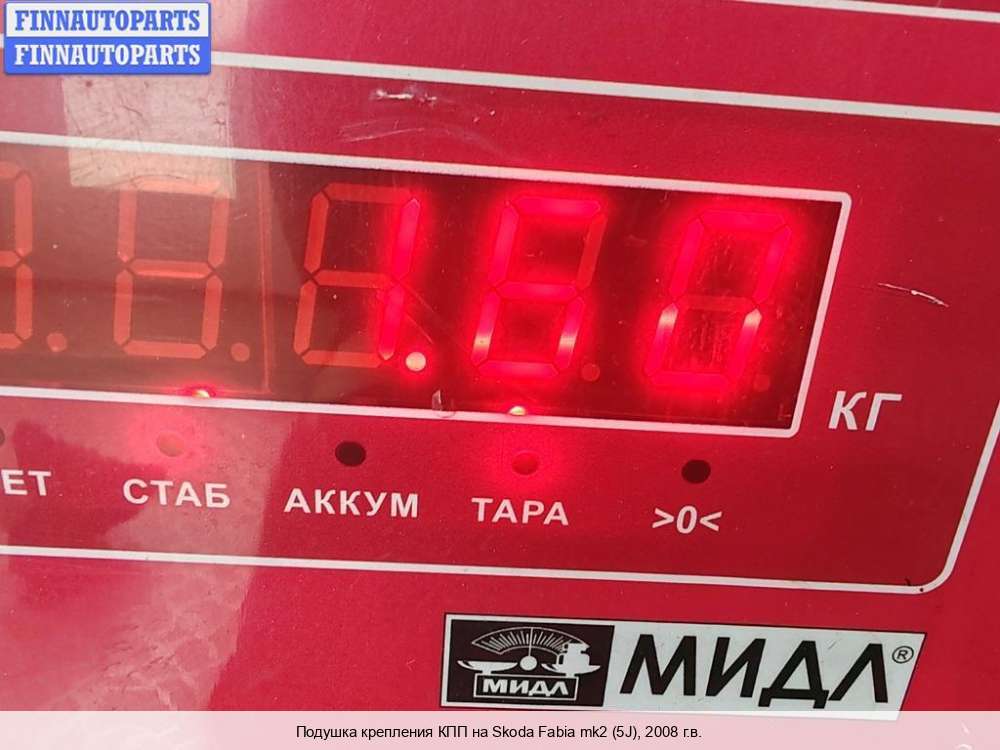 FINNAUTOPARTS
FINNAUTOPARTS
1.60
КГ
ЕТ СТАБ АККУМ ТАРА >0<
МИДЛ МИДЛ®
Подушка крепления КПП на Skoda Fabia mk2 (5J), 2008 г.в.